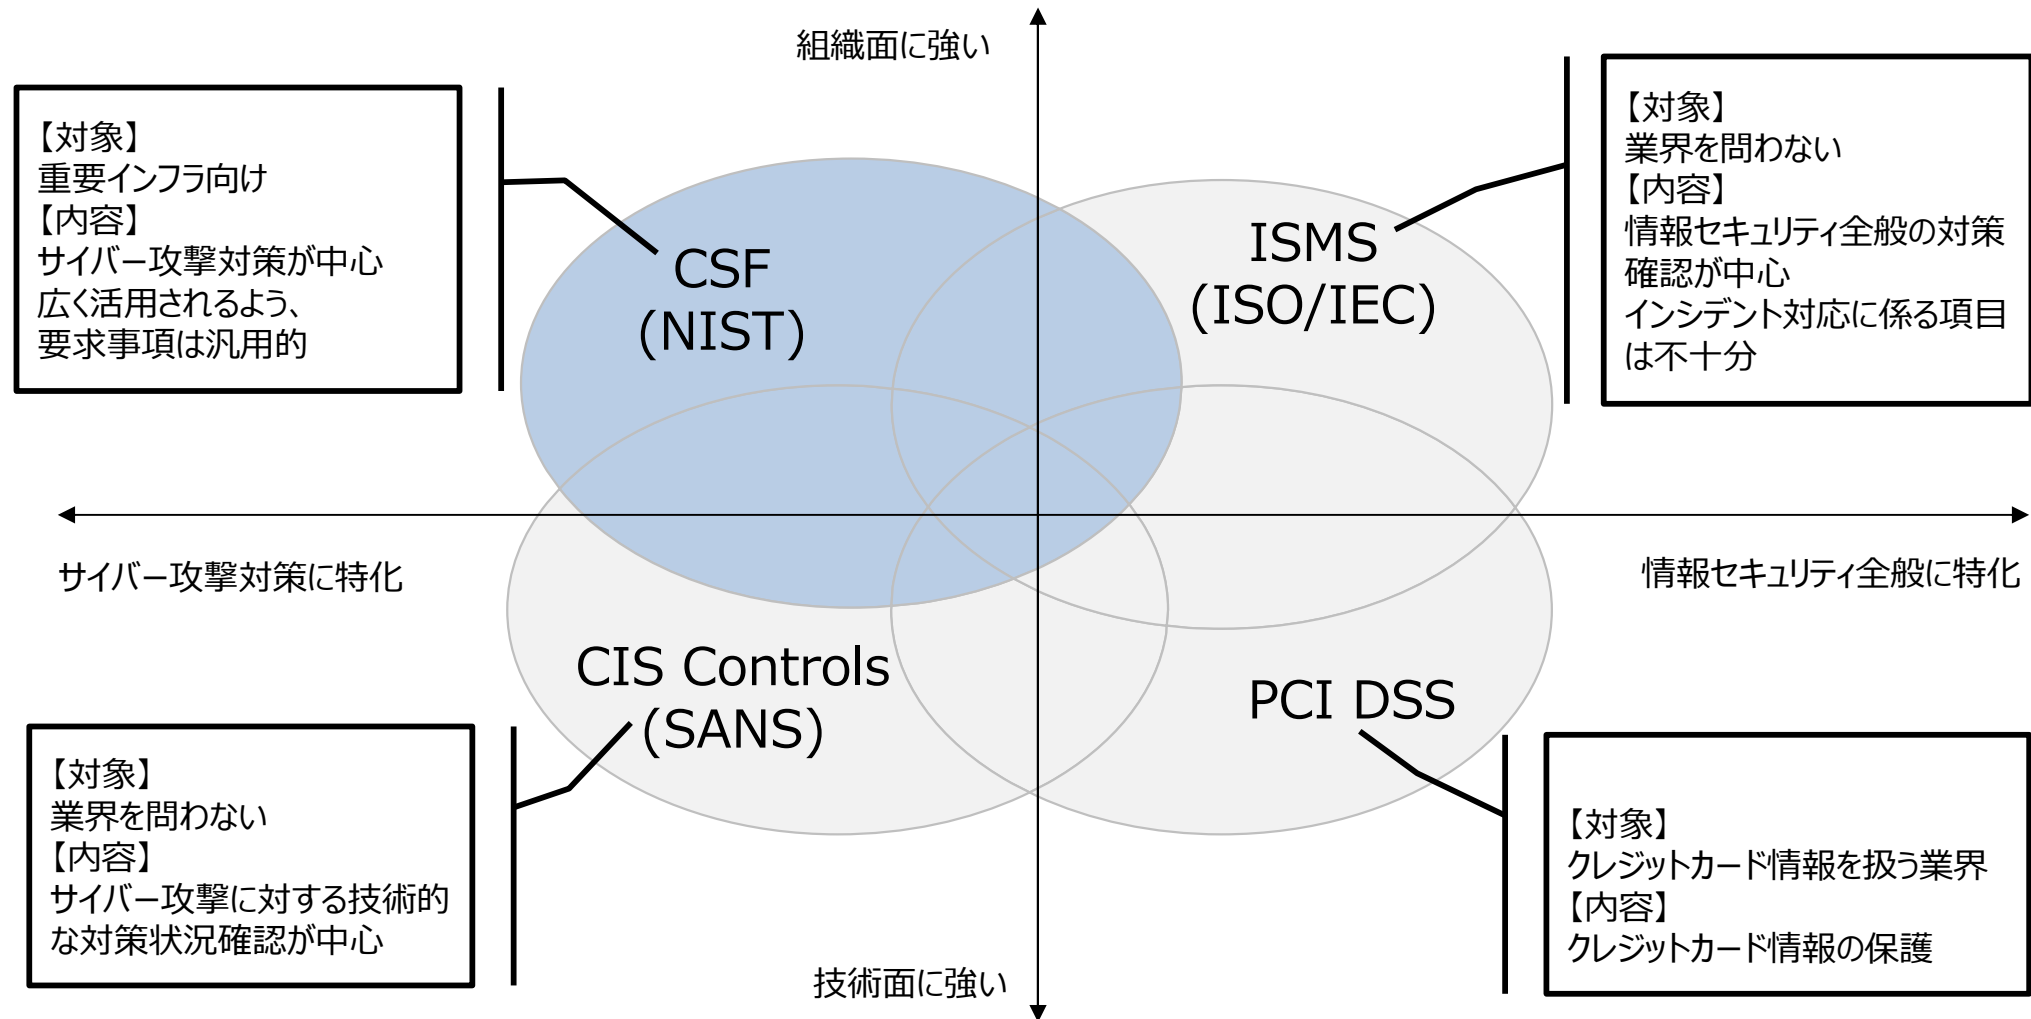 組織面に強い
【対象】
重要インフラ向け
【内容】
サイバー攻撃対策が中心
広く活用されるよう、
要求事項は汎用的
CSF
(NIST)
ISMS
(ISO/IEC)
【対象】
業界を問わない
【内容】
情報セキュリティ全般の対策
確認が中心
インシデント対応に係る項目
は不十分
サイバー攻撃対策に特化
情報セキュリティ全般に特化
CIS Controls
(SANS)
PCI DSS
【対象】
業界を問わない
【内容】
サイバー攻撃に対する技術的
な対策状況確認が中心
【対象】
クレジットカード情報を扱う業界
【内容】
クレジットカード情報の保護
技術面に強い